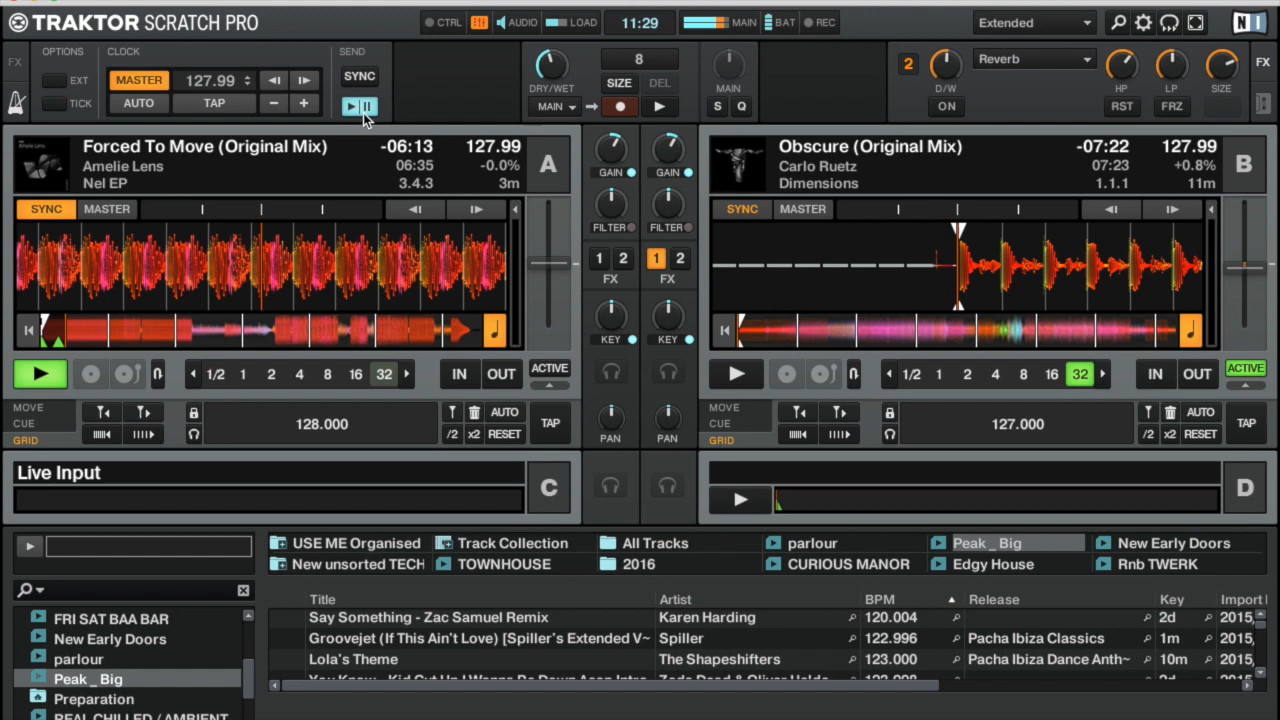 TRAKTOR SCRATCH PRO CTRL AUDIO LOAD 11:29 MAIN BAT REC Extended NI
FX OPTIONS CLOCK SEND
EXT MASTER 127.99 SYNC
TICK AUTO TAP
8
SIZE DEL
DRY/WET
MAIN
MAIN
S Q
2 Reverb FX
D/W HP LP SIZE
ON RST FRZ
Forced To Move (Original Mix) -06:13 127.99
Amelie Lens 06:35 -0.0%
Nel EP 3.4.3 3m
A
SYNC MASTER
1/2 1 2 4 8 16 32 IN OUT ACTIVE
MOVE
CUE
GRID
128.000
AUTO
/2 x2 RESET
TAP
GAIN GAIN
FILTER FILTER
1 2 1 2
FX FX
KEY KEY
PAN PAN
Obscure (Original Mix) -07:22 127.99
Carlo Ruetz 07:23 +0.8%
Dimensions 1.1.1 11m
B
SYNC MASTER
1/2 1 2 4 8 16 32 IN OUT ACTIVE
MOVE
CUE
GRID
127.000
AUTO
/2 x2 RESET
TAP
Live Input
C
D
USE ME Organised Track Collection All Tracks parlour Peak _ Big New Early Doors
New unsorted TECH TOWNHOUSE 2016 CURIOUS MANOR Edgy House Rnb TWERK
FRI SAT BAA BAR
New Early Doors
parlour
Peak _ Big
Preparation
REAL CHILLED / AMBIENT
Title Artist BPM Release Key Import
Say Something - Zac Samuel Remix Karen Harding 120.004 2d 2015,
Groovejet (If This Ain't Love) [Spiller's Extended V~ Spiller 122.996 Pacha Ibiza Classics 1m 2015,
Lola's Theme The Shapeshifters 123.000 Pacha Ibiza Dance Anth~ 10m 2015,